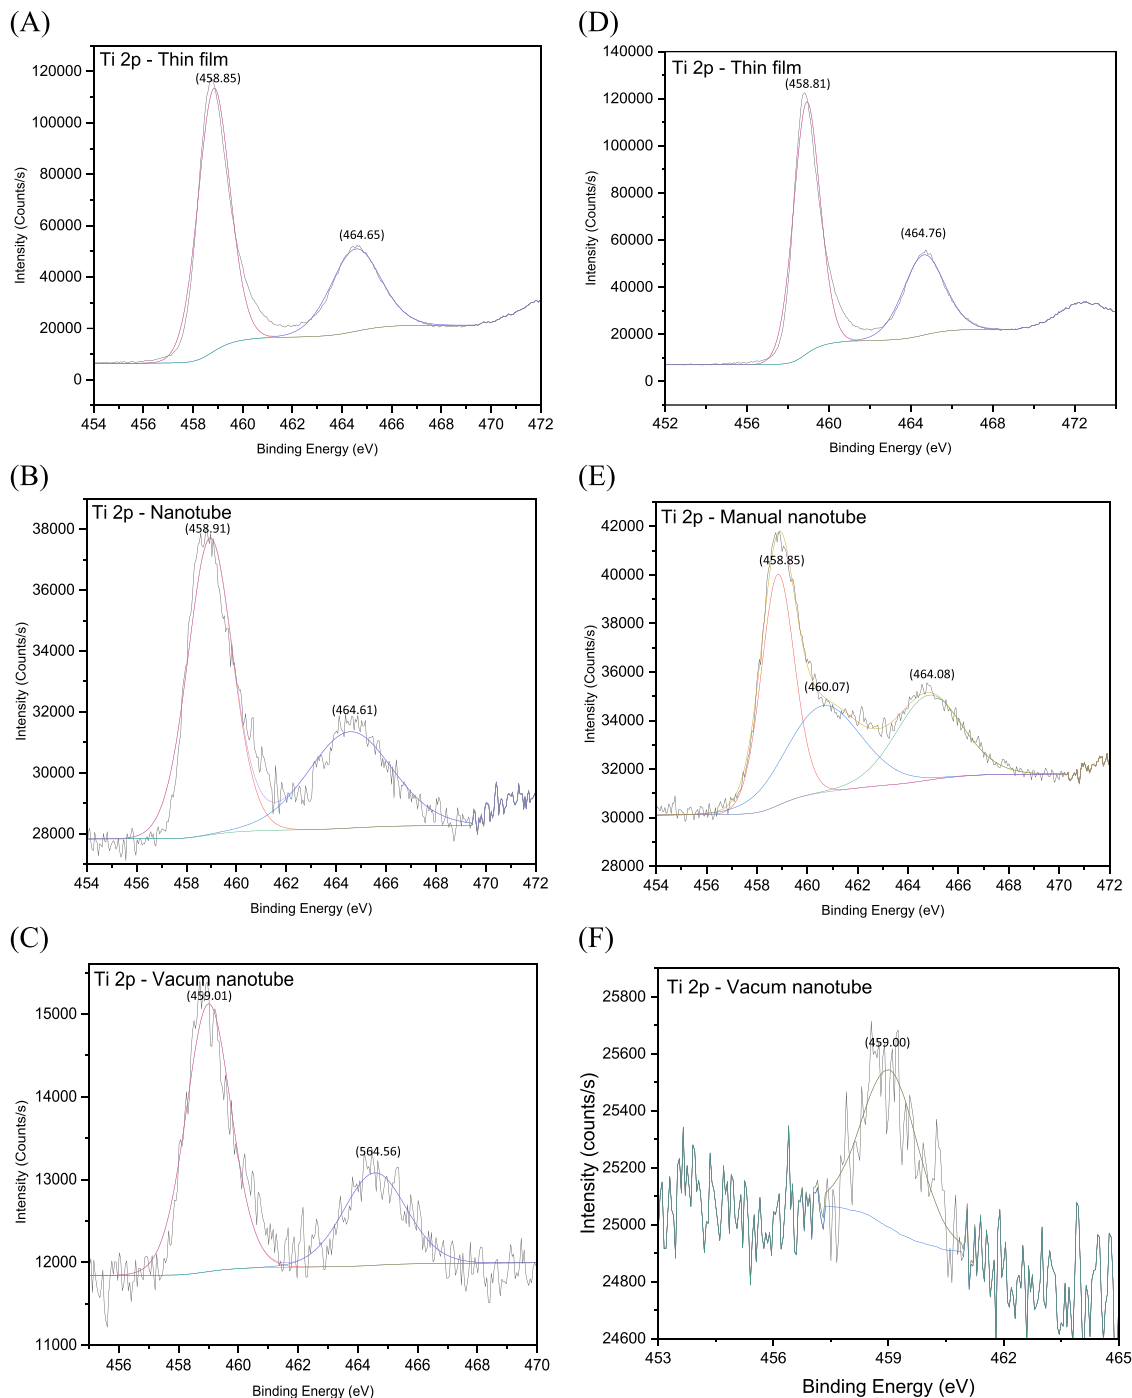 (A)
Ti 2p - Thin film
(458.85)
(464.65)
120000
100000
80000
60000
40000
20000
0
Intensity (Counts/s)
454 456 458 460 462 464 466 468 470 472
Binding Energy (eV)
(D)
Ti 2p - Thin film
(458.81)
(464.76)
140000
120000
100000
80000
60000
40000
20000
0
Intensity (Counts/s)
452 456 460 464 468 472
Binding Energy (eV)
(B)
Ti 2p - Nanotube
(458.91)
(464.61)
38000
36000
34000
32000
30000
28000
Intensity (Counts/s)
454 456 458 460 462 464 466 468 470 472
Binding Energy (eV)
(E)
Ti 2p - Manual nanotube
(458.85)
(460.07)
(464.08)
42000
40000
38000
36000
34000
32000
30000
28000
Intensity (Counts/s)
454 456 458 460 462 464 466 468 470 472
Binding Energy (eV)
(C)
Ti 2p - Vacum nanotube
(459.01)
(564.56)
15000
14000
13000
12000
11000
Intensity (Counts/s)
456 458 460 462 464 466 468 470
Binding Energy (eV)
(F)
Ti 2p - Vacum nanotube
(459.00)
25800
25600
25400
25200
25000
24800
24600
Intensity (counts/s)
453 456 459 462 465
Binding Energy (eV)